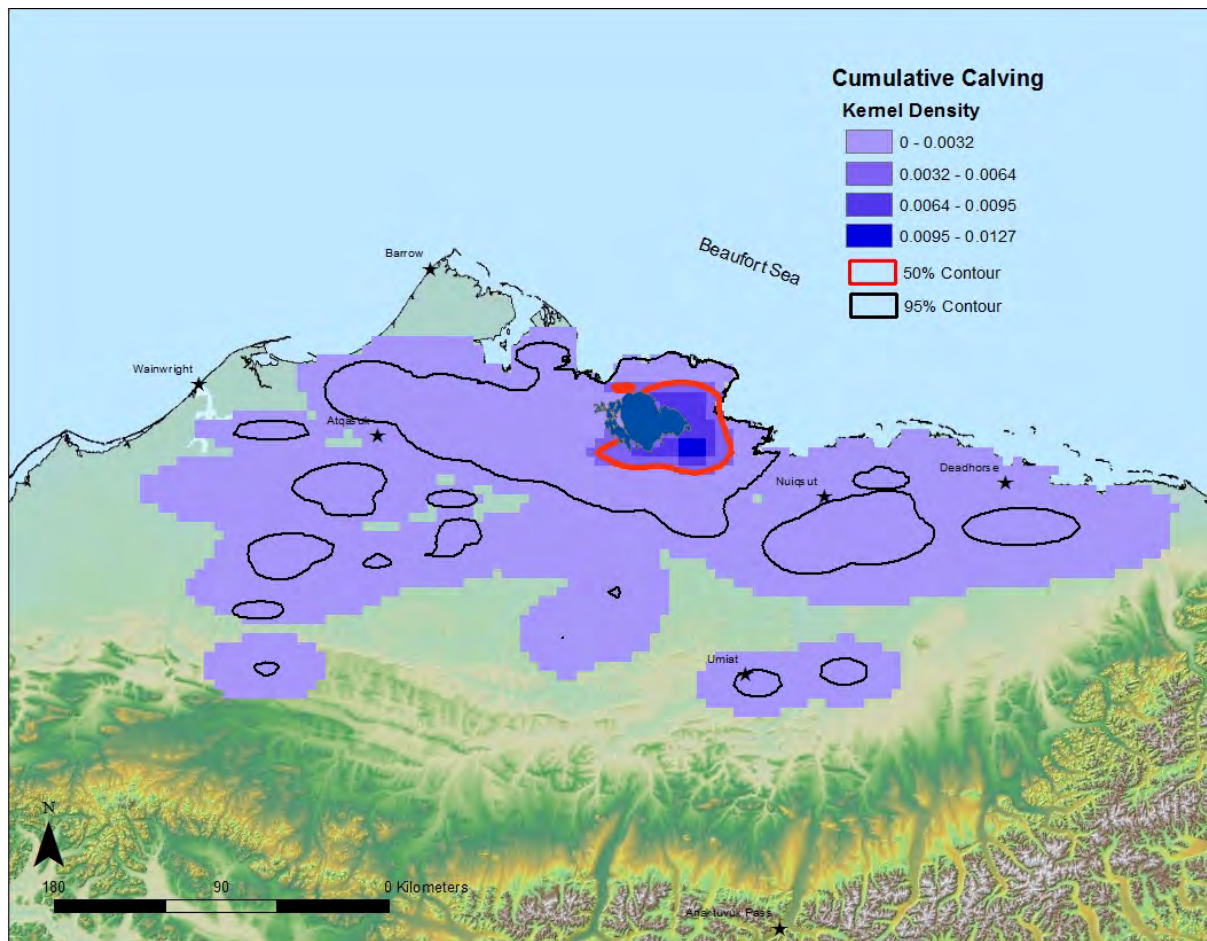 Cumulative Calving
Kernel Density
0 - 0.0032
0.0032 - 0.0064
0.0064 - 0.0095
0.0095 - 0.0127
50% Contour
95% Contour
Beaufort Sea
Barrow
Wainwright
Atqasuk
Nuiqsut
Deadhorse
Umiat
N
180 90 0 Kilometers
Anaktuvuk Pass